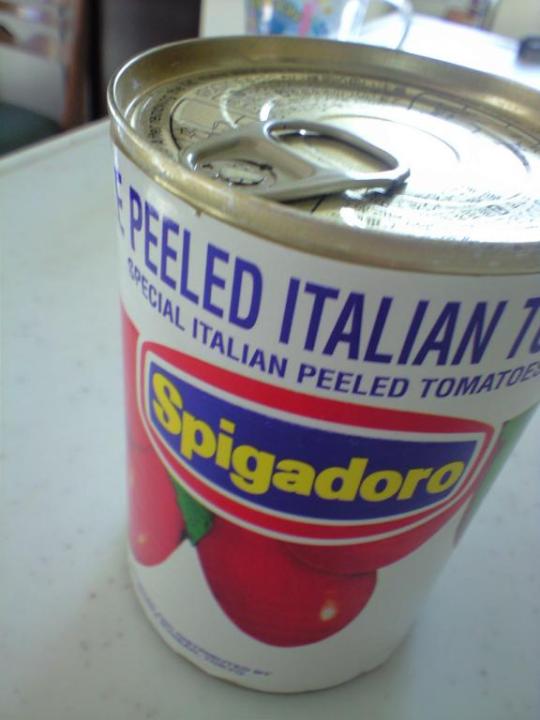 PEELED ITALIAN
SPECIAL ITALIAN PEELED TOMATOES
Spigadoro